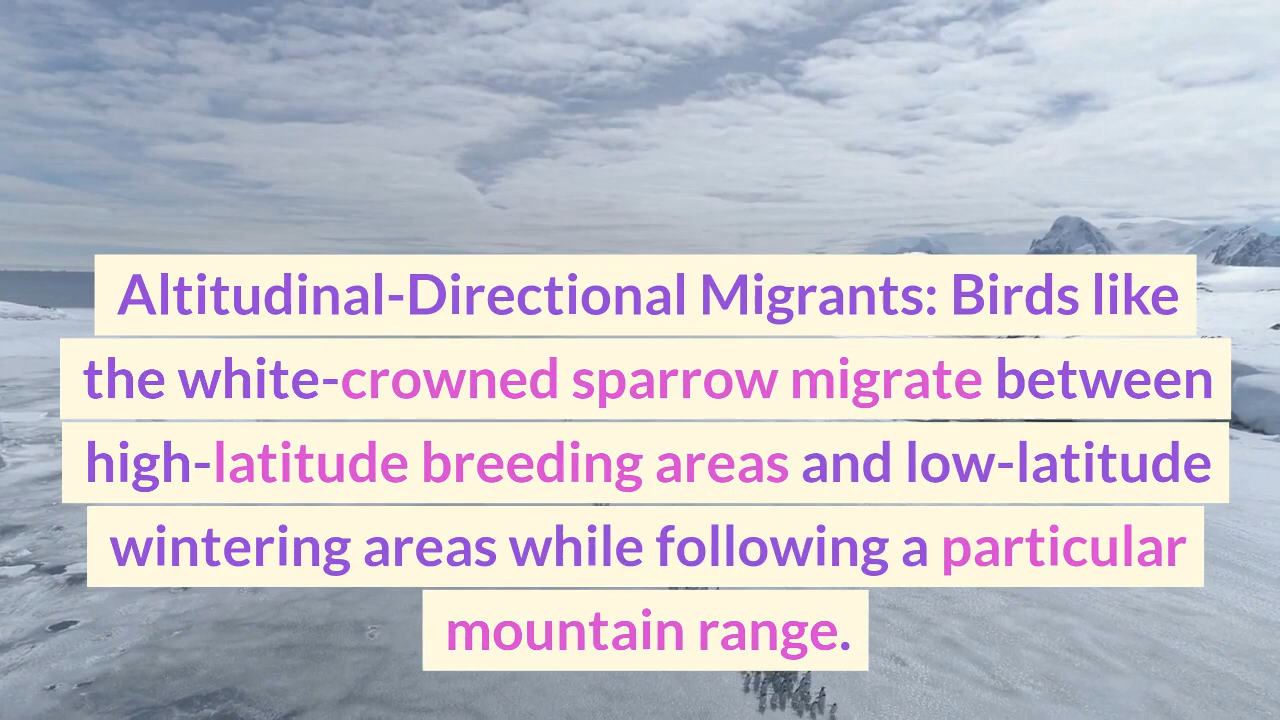 Altitudinal-Directional Migrants: Birds like
the white-crowned sparrow migrate between
high-latitude breeding areas and low-latitude
wintering areas while following a particular
mountain range.